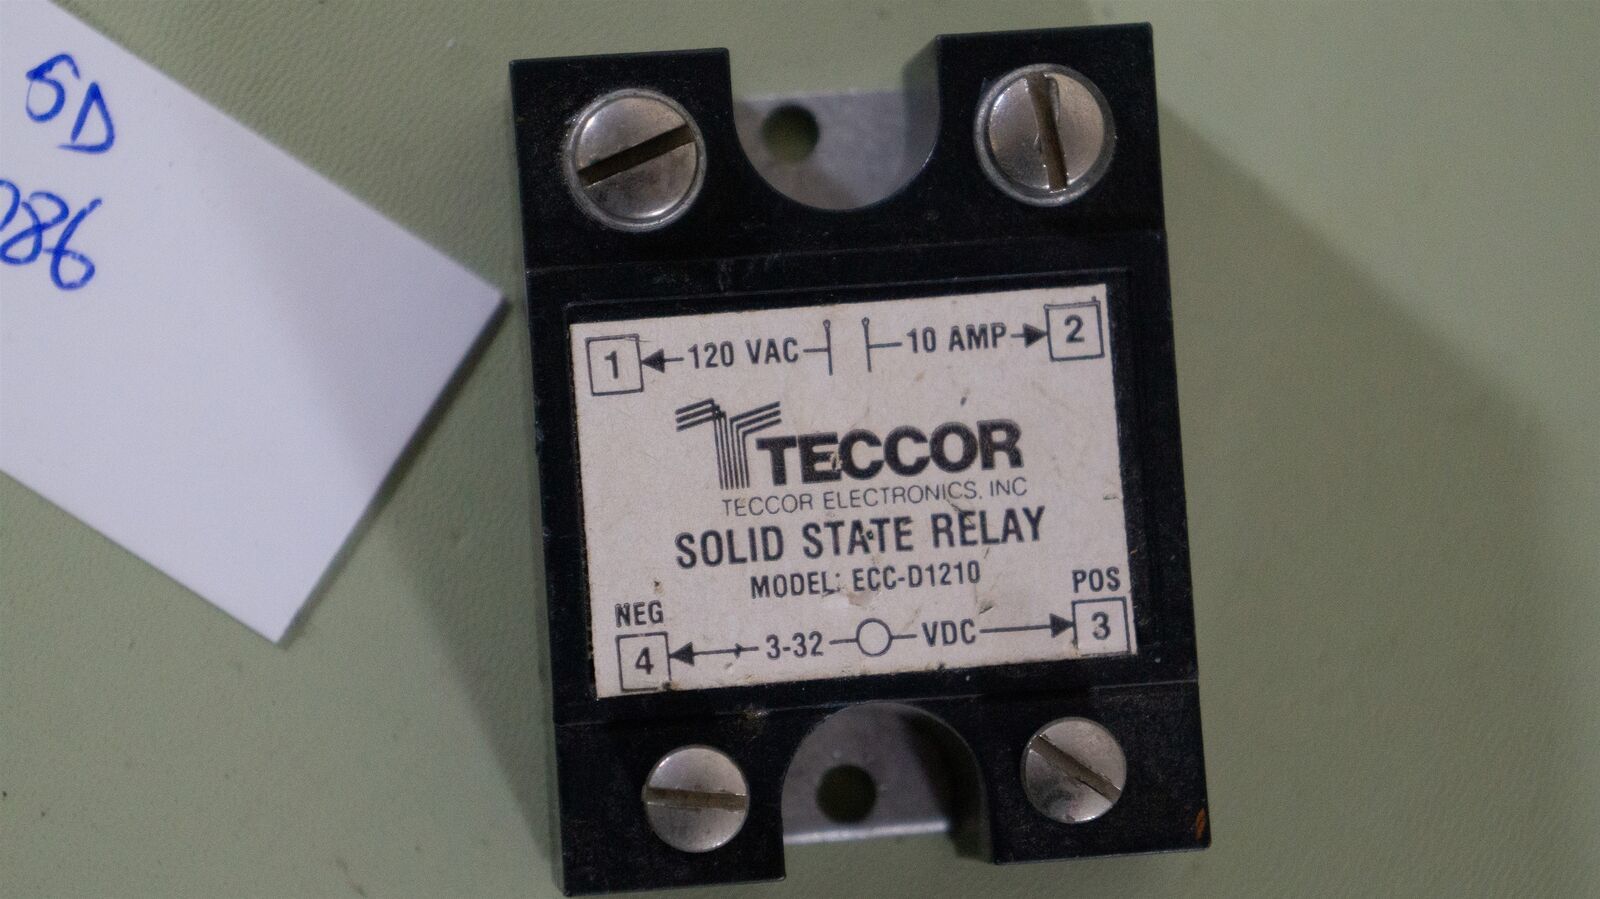 5D
86
1 120 VAC 10 AMP 2
TECCOR
TECCOR ELECTRONICS, INC
SOLID STATE RELAY
MODEL: ECC-D1210
NEG POS
4 3-32 VDC 3